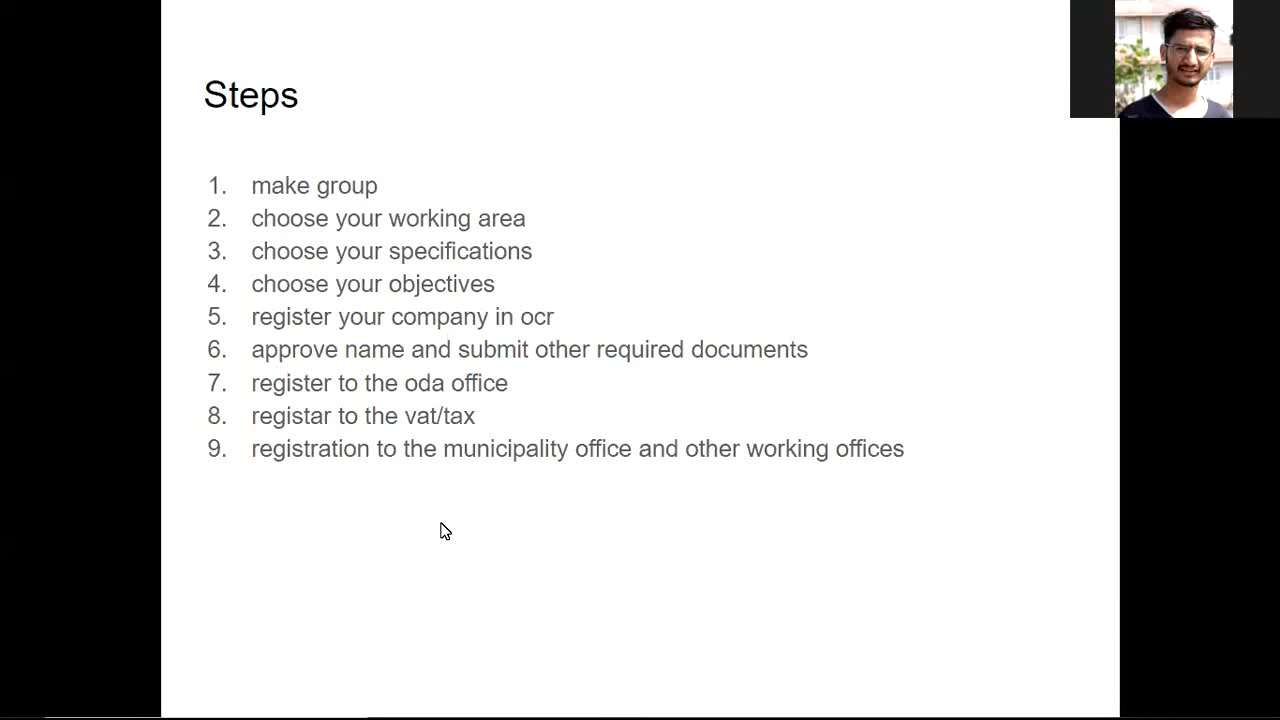 Steps
1. make group
2. choose your working area
3. choose your specifications
4. choose your objectives
5. register your company in ocr
6. approve name and submit other required documents
7. register to the oda office
8. registar to the vat/tax
9. registration to the municipality office and other working offices